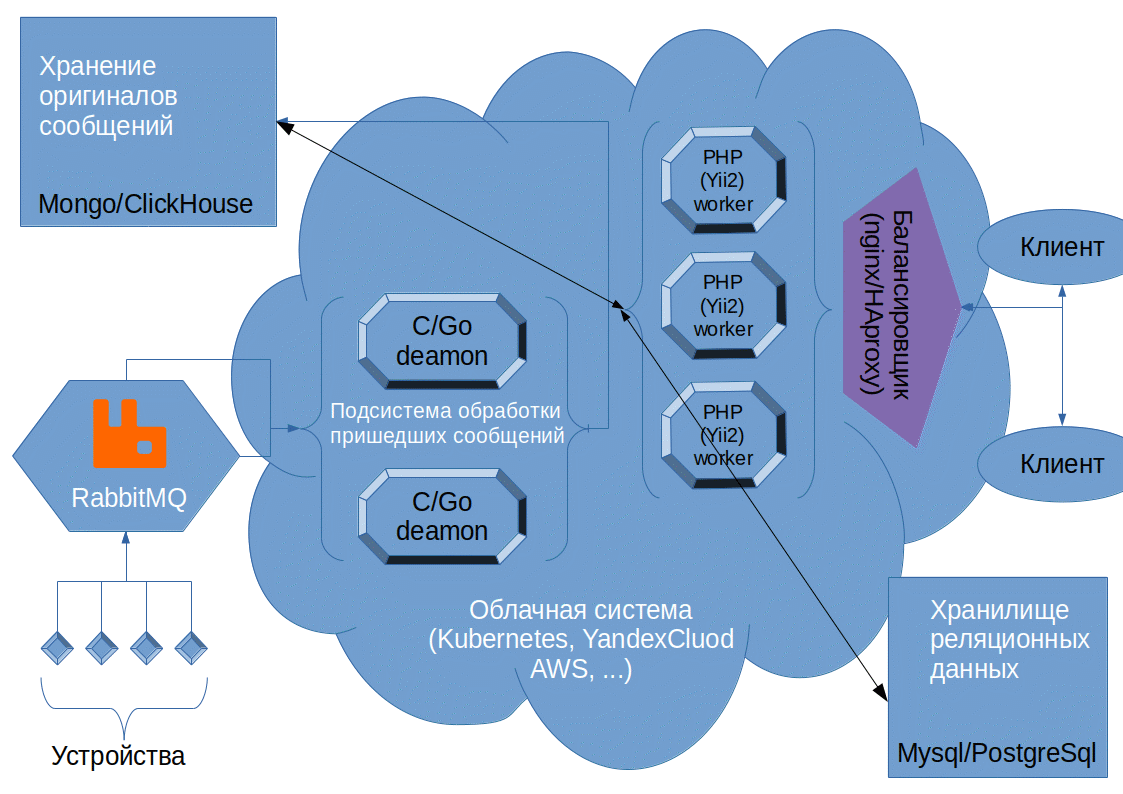 Хранение
оригиналов
сообщений
Mongo/ClickHouse
PHP
(Yii2)
worker
PHP
(Yii2)
worker
PHP
(Yii2)
worker
Балансировщик
(nginx/HAproxy)
Клиент
Клиент
C/Go
deamon
Подсистема обработки
пришедших сообщений
C/Go
deamon
RabbitMQ
Устройства
Облачная система
(Kubernetes, YandexCluod
AWS, ...)
Хранилище
реляционных
данных
Mysql/PostgreSql